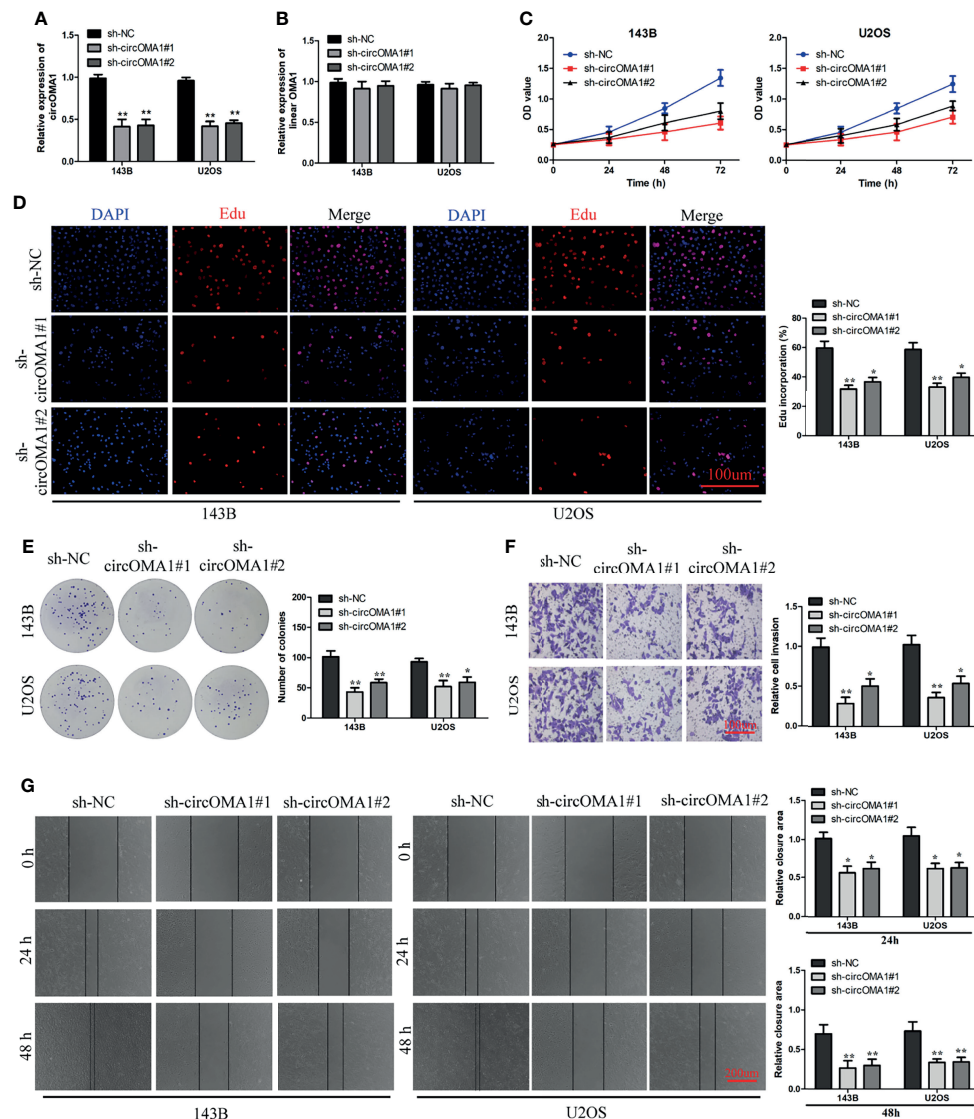 A
sh-NC
sh-circOMA1#1
sh-circOMA1#2
Relative expression of
circOMA1
1.5
1.0
0.5
0.0
** ** ** **
143B U2OS
B
sh-NC
sh-circOMA1#1
sh-circOMA1#2
Relative expression of
linear OMA1
1.5
1.0
0.5
0.0
143B U2OS
C
143B
sh-NC
sh-circOMA1#1
sh-circOMA1#2
OD value
2.0
1.5
1.0
0.5
0.0
0 24 48 72
Time (h)
U2OS
sh-NC
sh-circOMA1#1
sh-circOMA1#2
OD value
2.0
1.5
1.0
0.5
0.0
0 24 48 72
Time (h)
D
DAPI Edu Merge DAPI Edu Merge
sh-NC
sh-
circOMA1#1
sh-
circOMA1#2
100um
143B U2OS
sh-NC
sh-circOMA1#1
sh-circOMA1#2
Edu incorporation (%)
80
60
40
20
0
** * ** *
143B U2OS
E
sh-NC
sh-
circOMA1#1
sh-
circOMA1#2
143B
U2OS
sh-NC
sh-circOMA1#1
sh-circOMA1#2
Number of colonies
200
150
100
50
0
** ** ** *
143B U2OS
F
sh-NC
sh-
circOMA1#1
sh-
circOMA1#2
143B
U2OS
100um
sh-NC
sh-circOMA1#1
sh-circOMA1#2
Relative cell invasion
2.0
1.5
1.0
0.5
0.0
** * ** *
143B U2OS
G
sh-NC sh-circOMA1#1 sh-circOMA1#2 sh-NC sh-circOMA1#1 sh-circOMA1#2
0 h 0 h
24 h 24 h
48 h 48 h
200um
143B U2OS
sh-NC
sh-circOMA1#1
sh-circOMA1#2
Relative closure area
2.0
1.5
1.0
0.5
0.0
* * * *
143B U2OS
24h
sh-NC
sh-circOMA1#1
sh-circOMA1#2
Relative closure area
1.5
1.0
0.5
0.0
** ** ** **
143B U2OS
48h